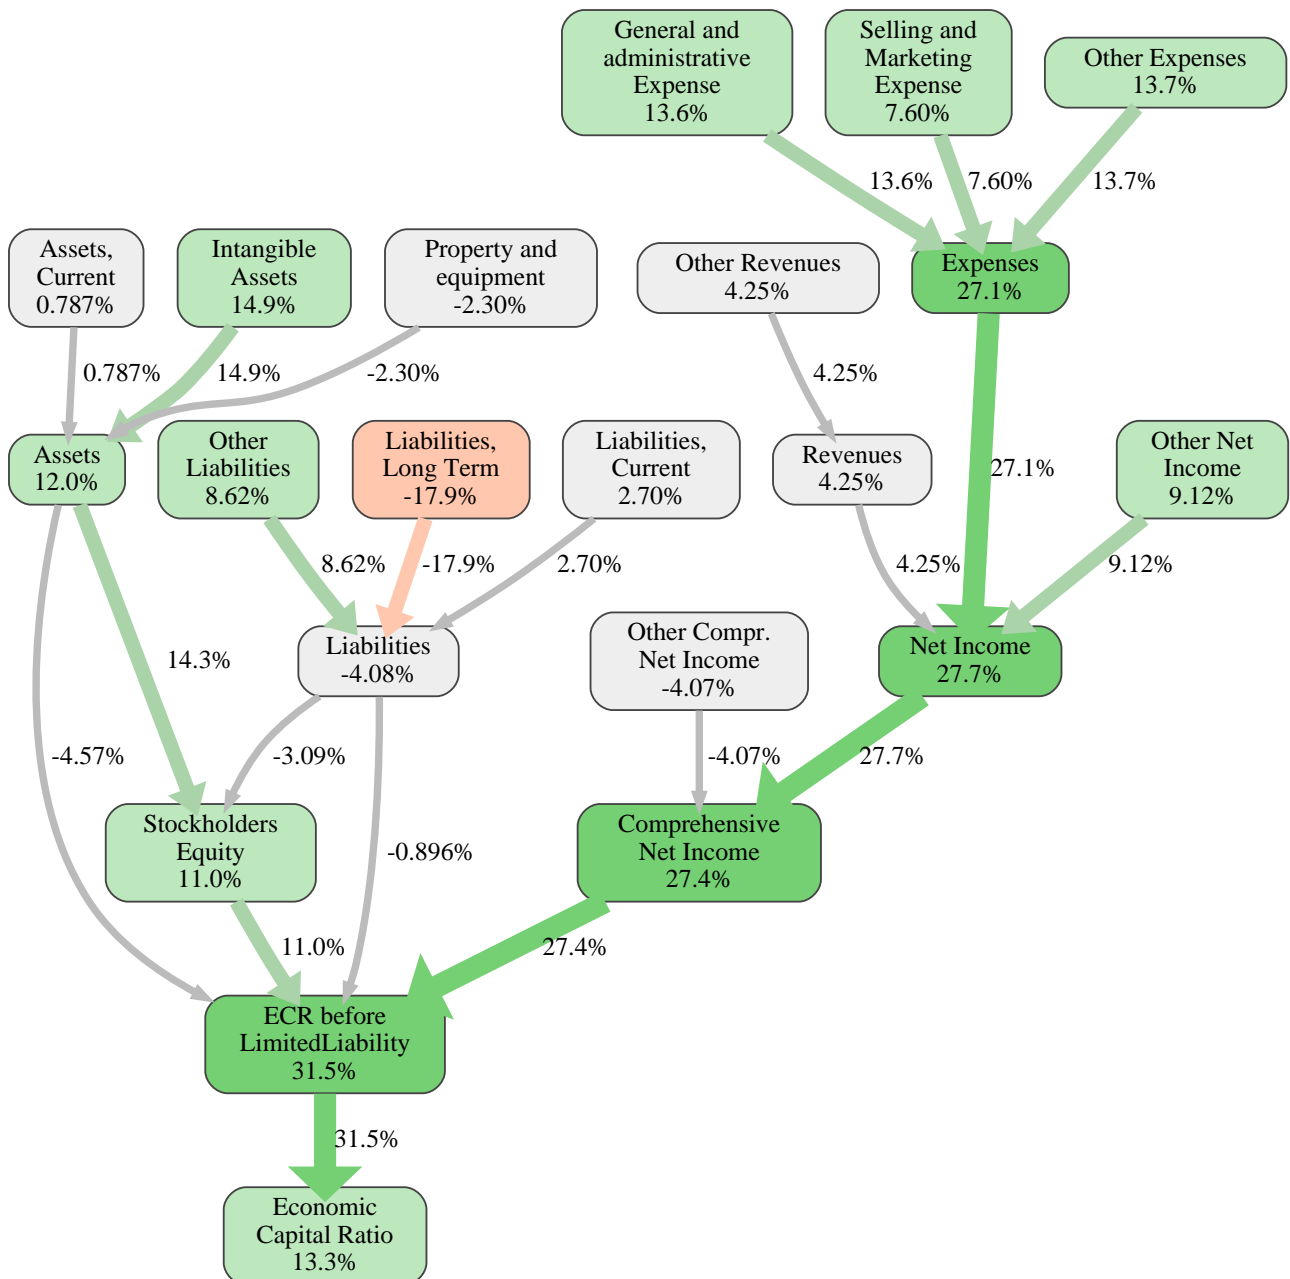 General and
administrative
Expense
13.6%
Selling and
Marketing
Expense
7.60%
Other Expenses
13.7%
13.6%
7.60%
13.7%
Assets,
Current
0.787%
Intangible
Assets
14.9%
Property and
equipment
-2.30%
Other Revenues
4.25%
Expenses
27.1%
0.787%
14.9%
-2.30%
4.25%
Assets
12.0%
Other
Liabilities
8.62%
Liabilities,
Long Term
-17.9%
Liabilities,
Current
2.70%
Revenues
4.25%
27.1%
Other Net
Income
9.12%
8.62%
-17.9%
2.70%
4.25%
9.12%
Liabilities
-4.08%
Other Compr.
Net Income
-4.07%
Net Income
27.7%
14.3%
-4.57%
-3.09%
-4.07%
27.7%
Stockholders
Equity
11.0%
-0.896%
Comprehensive
Net Income
27.4%
11.0%
27.4%
ECR before
LimitedLiability
31.5%
31.5%
Economic
Capital Ratio
13.3%